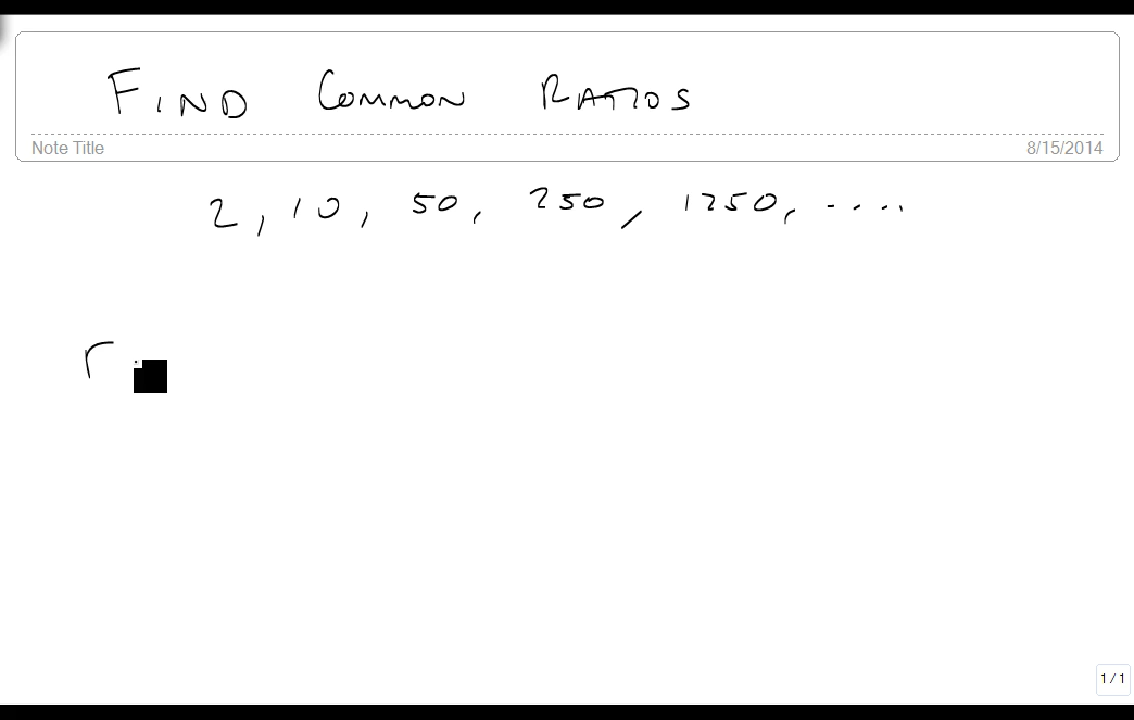 FIND COMMON RATIOS
Note Title 8/15/2014
2, 10, 50, 250, 1250, ....
r
1/1